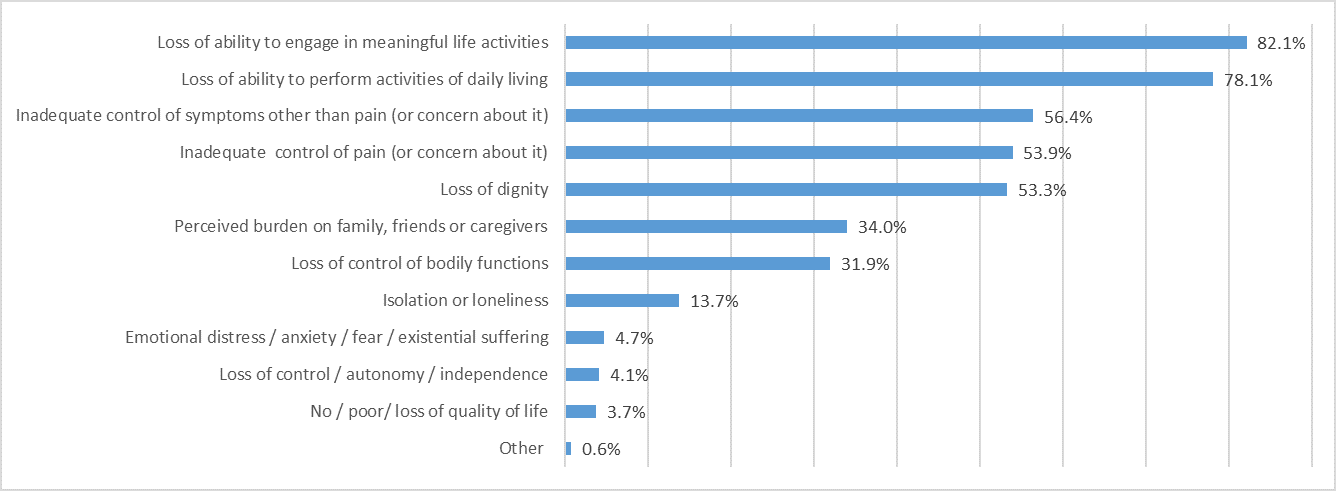 Loss of ability to engage in meaningful life activities 82.1%
Loss of ability to perform activities of daily living 78.1%
Inadequate control of symptoms other than pain (or concern about it) 56.4%
Inadequate  control of pain (or concern about it) 53.9%
Loss of dignity 53.3%
Perceived burden on family, friends or caregivers 34.0%
Loss of control of bodily functions 31.9%
Isolation or loneliness 13.7%
Emotional distress / anxiety / fear / existential suffering 4.7%
Loss of control / autonomy / independence 4.1%
No / poor/ loss of quality of life 3.7%
Other 0.6%